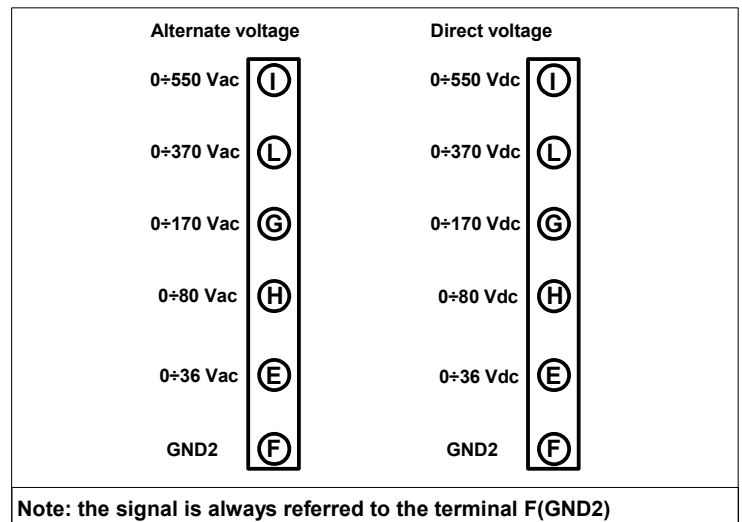 Alternate voltage Direct voltage
0÷550 Vac I 0÷550 Vdc I
0÷370 Vac L 0÷370 Vdc L
0÷170 Vac G 0÷170 Vdc G
0÷80 Vac H 0÷80 Vdc H
0÷36 Vac E 0÷36 Vdc E
GND2 F GND2 F
Note: the signal is always referred to the terminal F(GND2)